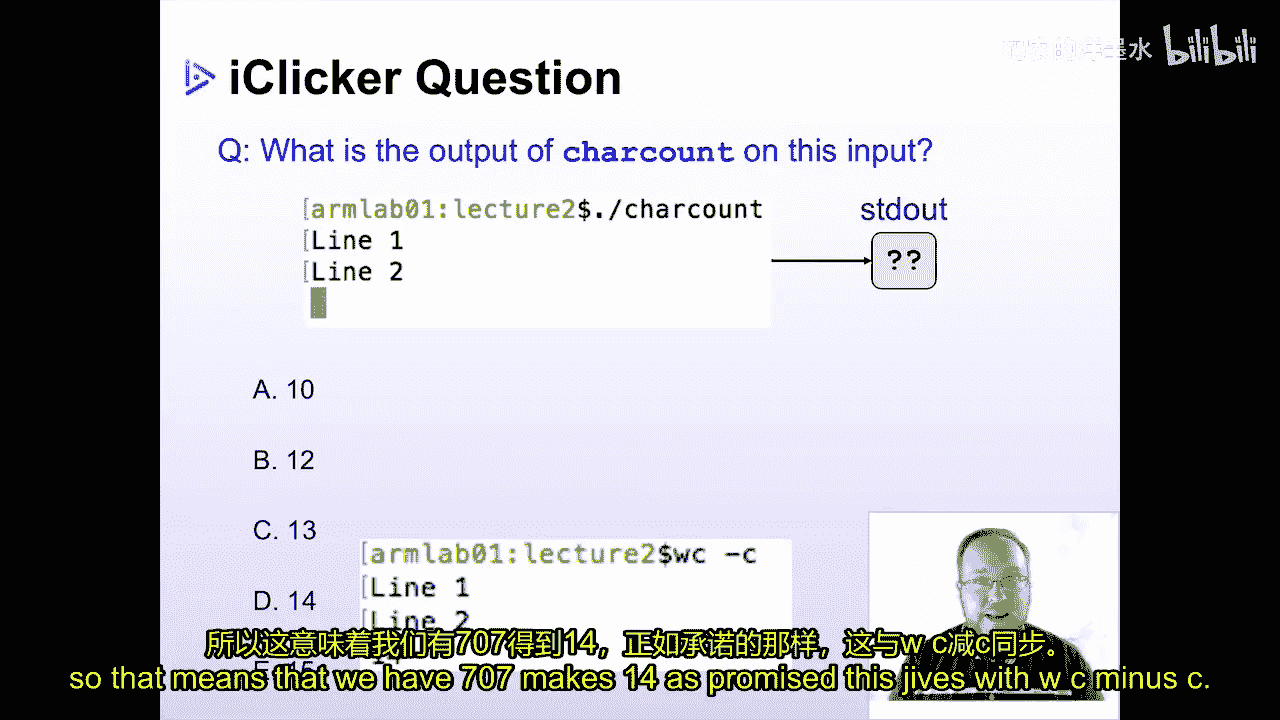 bilibili
iClicker Question
Q: What is the output of charcount on this input?
[armlab01:lecture2$./charcount
[Line 1
[Line 2
stdout
??
A. 10
B. 12
C. 13
[armlab01:lecture2$wc -c
[Line 1
D. 14
[Line 2
所以这意味着我们有707得到14，正如承诺的那样，这与w c减c同步。
so that means that we have 707 makes 14 as promised this jives with w c minus c.